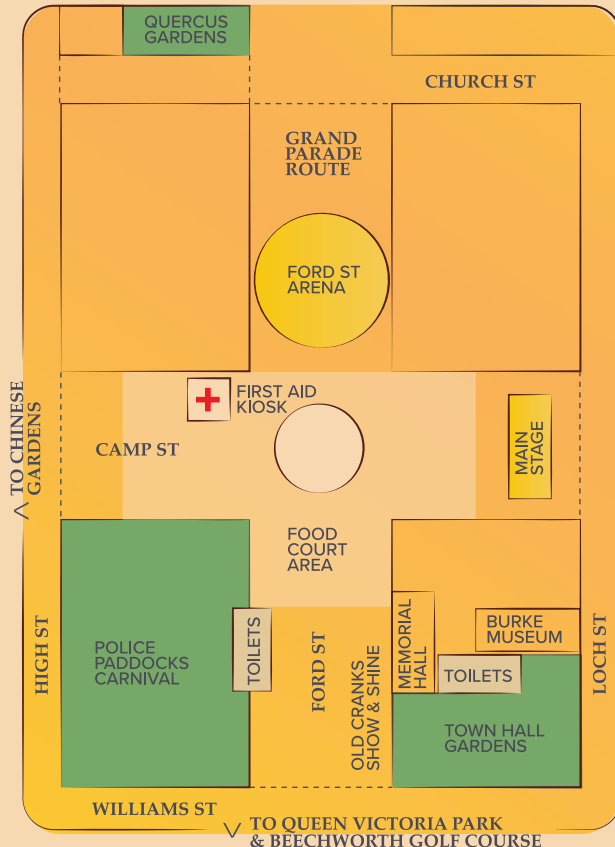 QUERCUS
GARDENS
CHURCH ST
GRAND
PARADE
ROUTE
FORD ST
ARENA
FIRST AID
KIOSK
> TO CHINESE
GARDENS
CAMP ST
MAIN
STAGE
FOOD
COURT
AREA
HIGH ST
POLICE
PADDOCKS
CARNIVAL
TOILETS
FORD ST
OLD CRANKS
SHOW & SHINE
MEMORIAL
HALL
BURKE
MUSEUM
TOILETS
LOCH ST
TOWN HALL
GARDENS
WILLIAMS ST
> TO QUEEN VICTORIA PARK
& BEECHWORTH GOLF COURSE